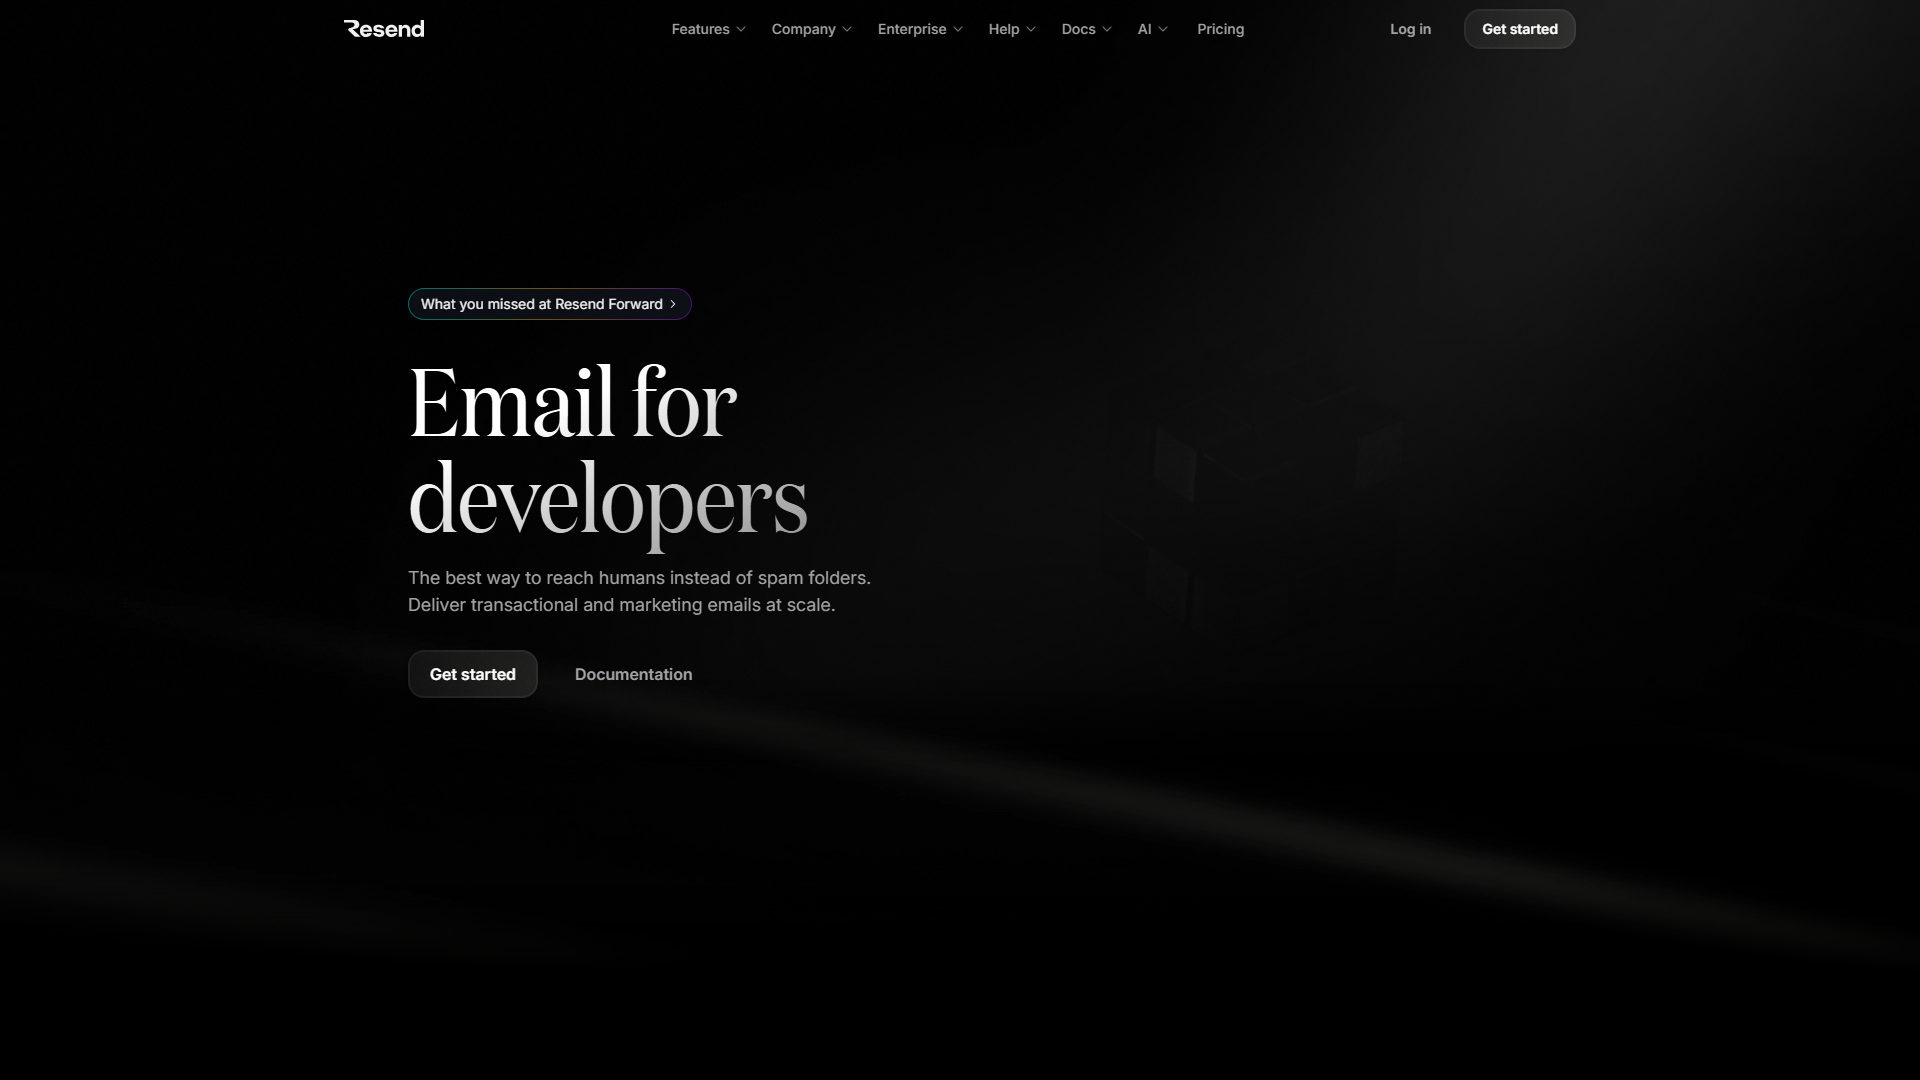 Resend
Features
Company
Enterprise
Help
Docs
AI
Pricing
Log in
Get started
What you missed at Resend Forward
Email for
developers
The best way to reach humans instead of spam folders.
Deliver transactional and marketing emails at scale.
Get started
Documentation